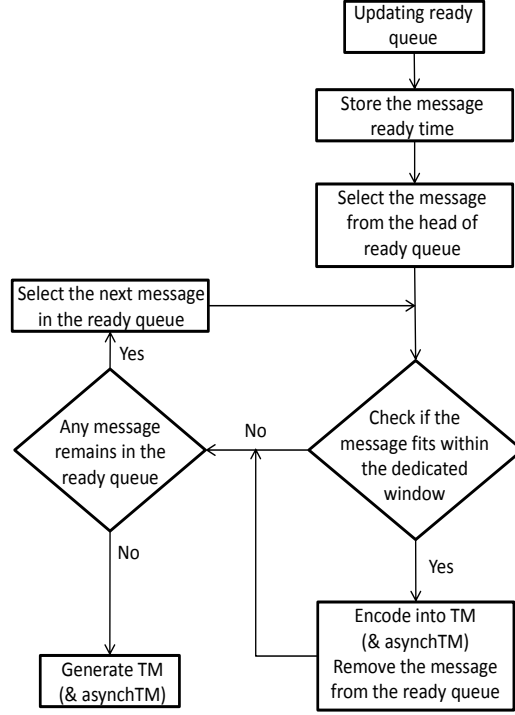 Updating ready
queue
Store the message
ready time
Select the message
from the head of
ready queue
Select the next message
in the ready queue
Yes
Any message
remains in the
ready queue
No
Check if the
message fits within
the dedicated
window
No
Yes
Encode into TM
(& asynchTM)
Remove the message
from the ready queue
Generate TM
(& asynchTM)